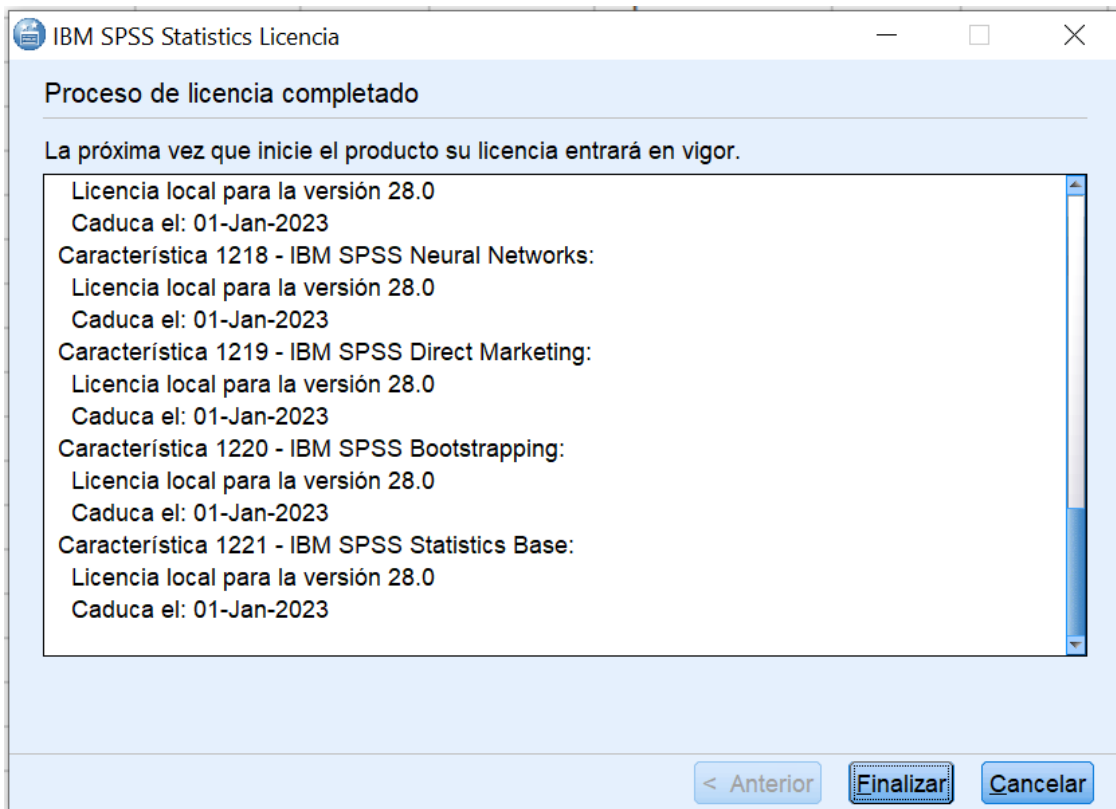 IBM SPSS Statistics Licencia
Proceso de licencia completado
La próxima vez que inicie el producto su licencia entrará en vigor.
Licencia local para la versión 28.0
Caduca el: 01-Jan-2023
Característica 1218 - IBM SPSS Neural Networks:
Licencia local para la versión 28.0
Caduca el: 01-Jan-2023
Característica 1219 - IBM SPSS Direct Marketing:
Licencia local para la versión 28.0
Caduca el: 01-Jan-2023
Característica 1220 - IBM SPSS Bootstrapping:
Licencia local para la versión 28.0
Caduca el: 01-Jan-2023
Característica 1221 - IBM SPSS Statistics Base:
Licencia local para la versión 28.0
Caduca el: 01-Jan-2023
< Anterior Finalizar Cancelar